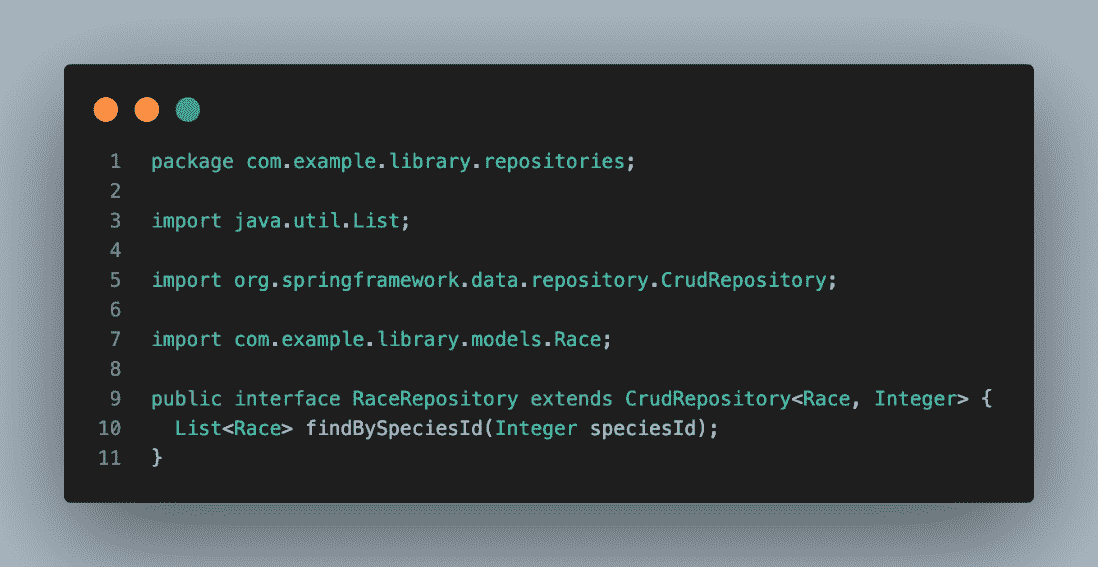 1 package com.example.library.repositories;
2
3 import java.util.List;
4
5 import org.springframework.data.repository.CrudRepository;
6
7 import com.example.library.models.Race;
8
9 public interface RaceRepository extends CrudRepository<Race, Integer> {
10   List<Race> findBySpeciesId(Integer speciesId);
11 }